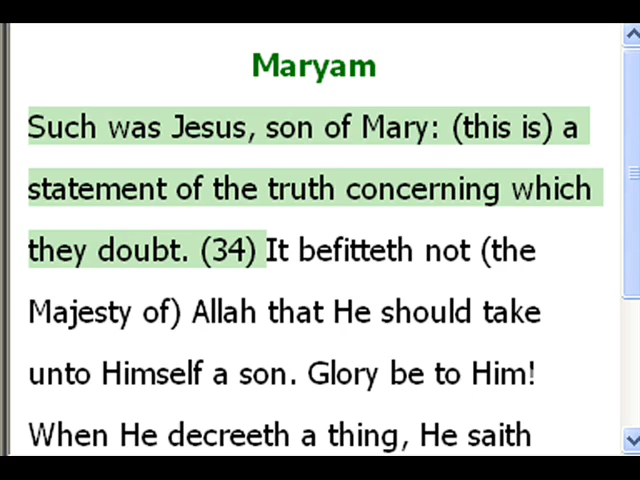 Maryam
Such was Jesus, son of Mary: (this is) a
statement of the truth concerning which
they doubt. (34) It befitteth not (the
Majesty of) Allah that He should take
unto Himself a son. Glory be to Him!
When He decreeth a thing, He saith